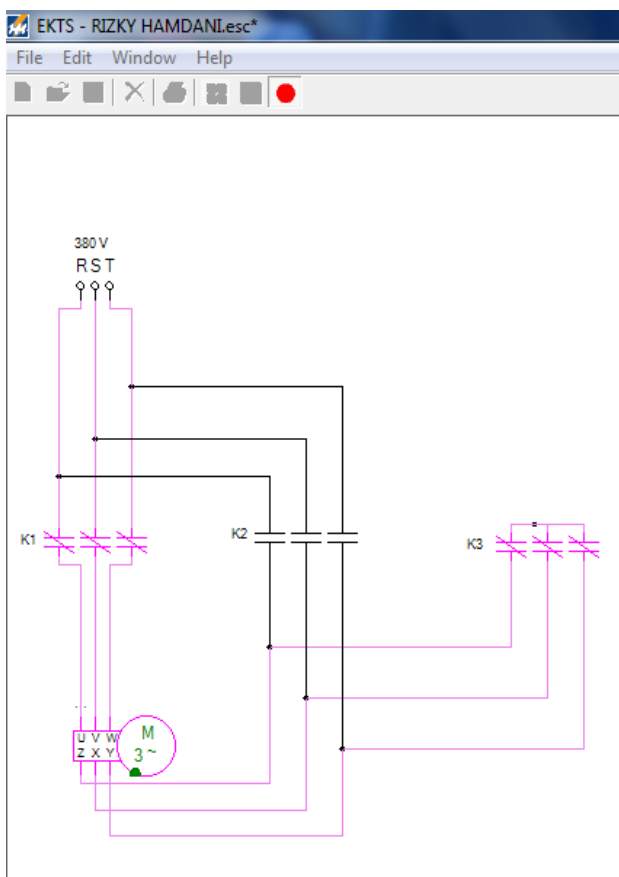 EKTS - RIZKY HAMDANI.esc*
File Edit Window Help
380 V
R S T
K1
K2
K3
U V W
Z X Y
M
3 ~